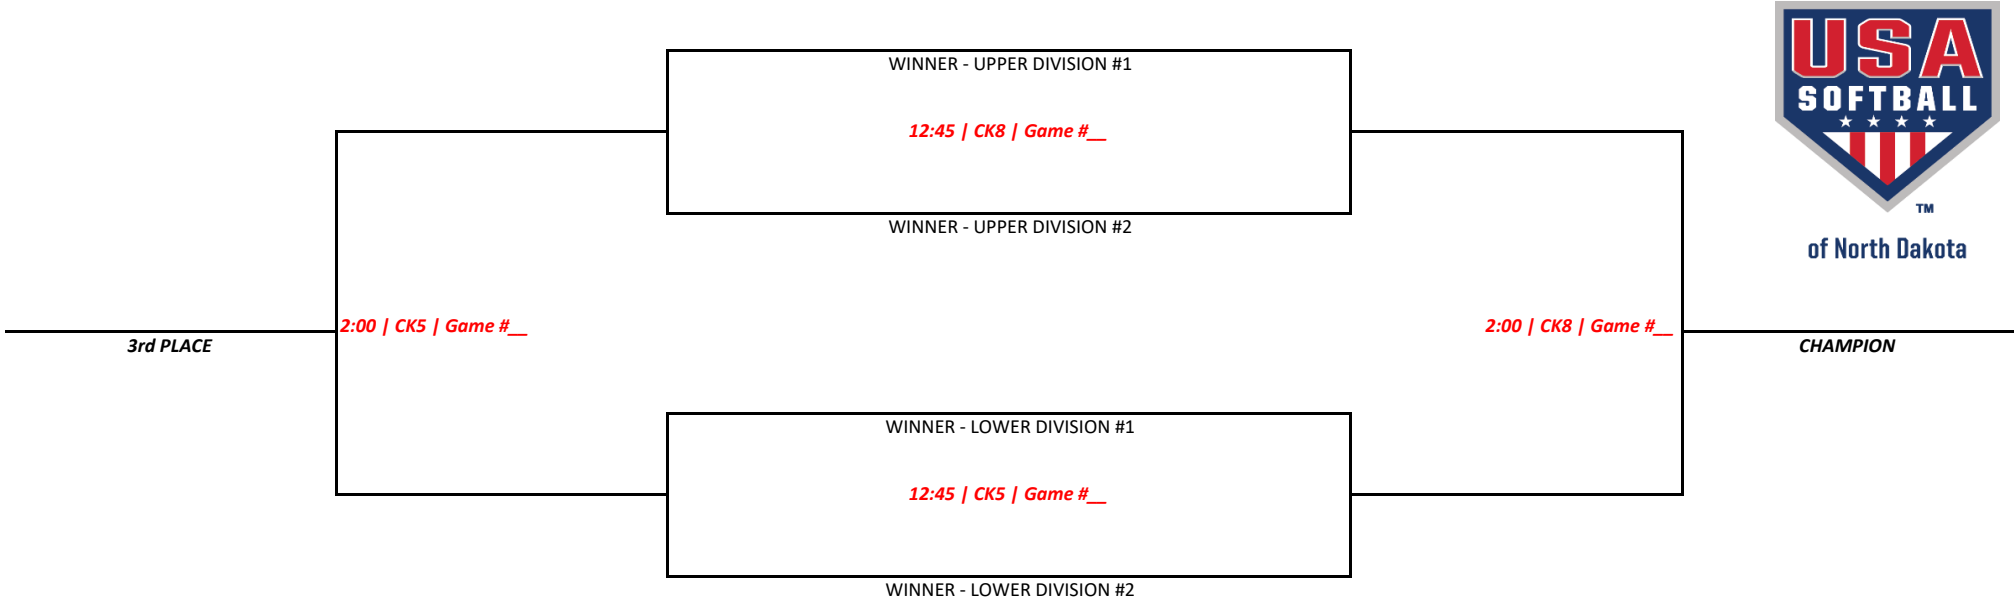 USA
SOFTBALL
TM
of North Dakota
WINNER - UPPER DIVISION #1
12:45 | CK8 | Game #__
WINNER - UPPER DIVISION #2
2:00 | CK5 | Game #__
3rd PLACE
2:00 | CK8 | Game #__
CHAMPION
WINNER - LOWER DIVISION #1
12:45 | CK5 | Game #__
WINNER - LOWER DIVISION #2